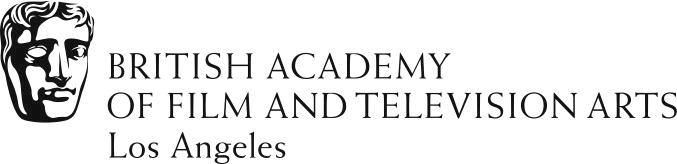 BRITISH ACADEMY
OF FILM AND TELEVISION ARTS
Los Angeles